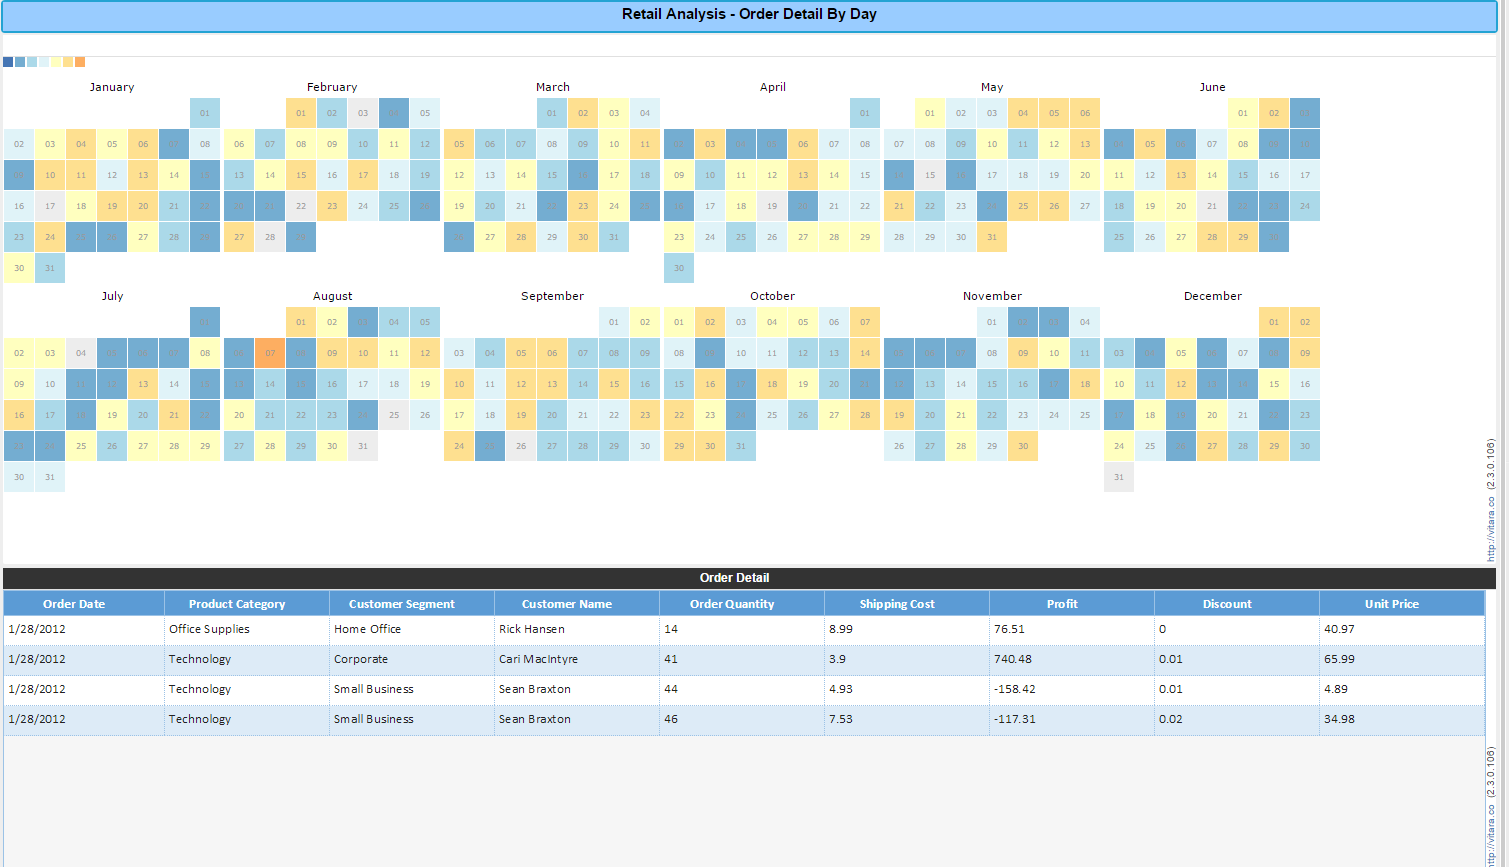 Retail Analysis - Order Detail By Day
January February March April May June
01 01 02 03 04 05 01 02 03 04 01 01 02 03 04 05 06 01 02 03
02 03 04 05 06 07 08 06 07 08 09 10 11 12 05 06 07 08 09 10 11 02 03 04 05 06 07 08 07 08 09 10 11 12 13 04 05 06 07 08 09 10
09 10 11 12 13 14 15 13 14 15 16 17 18 19 12 13 14 15 16 17 18 09 10 11 12 13 14 15 14 15 16 17 18 19 20 11 12 13 14 15 16 17
16 17 18 19 20 21 22 20 21 22 23 24 25 26 19 20 21 22 23 24 25 16 17 18 19 20 21 22 21 22 23 24 25 26 27 18 19 20 21 22 23 24
23 24 25 26 27 28 29 27 28 29 26 27 28 29 30 31 23 24 25 26 27 28 29 28 29 30 31 25 26 27 28 29 30
30 31 30
July August September October November December
01 01 02 03 04 05 01 02 01 02 03 04 05 06 07 01 02 03 04 01 02
02 03 04 05 06 07 08 06 07 08 09 10 11 12 03 04 05 06 07 08 09 08 09 10 11 12 13 14 05 06 07 08 09 10 11 03 04 05 06 07 08 09
09 10 11 12 13 14 15 13 14 15 16 17 18 19 10 11 12 13 14 15 16 15 16 17 18 19 20 21 12 13 14 15 16 17 18 10 11 12 13 14 15 16
16 17 18 19 20 21 22 20 21 22 23 24 25 26 17 18 19 20 21 22 23 22 23 24 25 26 27 28 19 20 21 22 23 24 25 17 18 19 20 21 22 23
23 24 25 26 27 28 29 27 28 29 30 31 24 25 26 27 28 29 30 29 30 31 26 27 28 29 30 24 25 26 27 28 29 30
30 31 31
http://vitara.co (2.3.0.106)
Order Detail
Order Date Product Category Customer Segment Customer Name Order Quantity Shipping Cost Profit Discount Unit Price
1/28/2012 Office Supplies Home Office Rick Hansen 14 8.99 76.51 0 40.97
1/28/2012 Technology Corporate Cari MacIntyre 41 3.9 740.48 0.01 65.99
1/28/2012 Technology Small Business Sean Braxton 44 4.93 -158.42 0.01 4.89
1/28/2012 Technology Small Business Sean Braxton 46 7.53 -117.31 0.02 34.98
http://vitara.co (2.3.0.106)